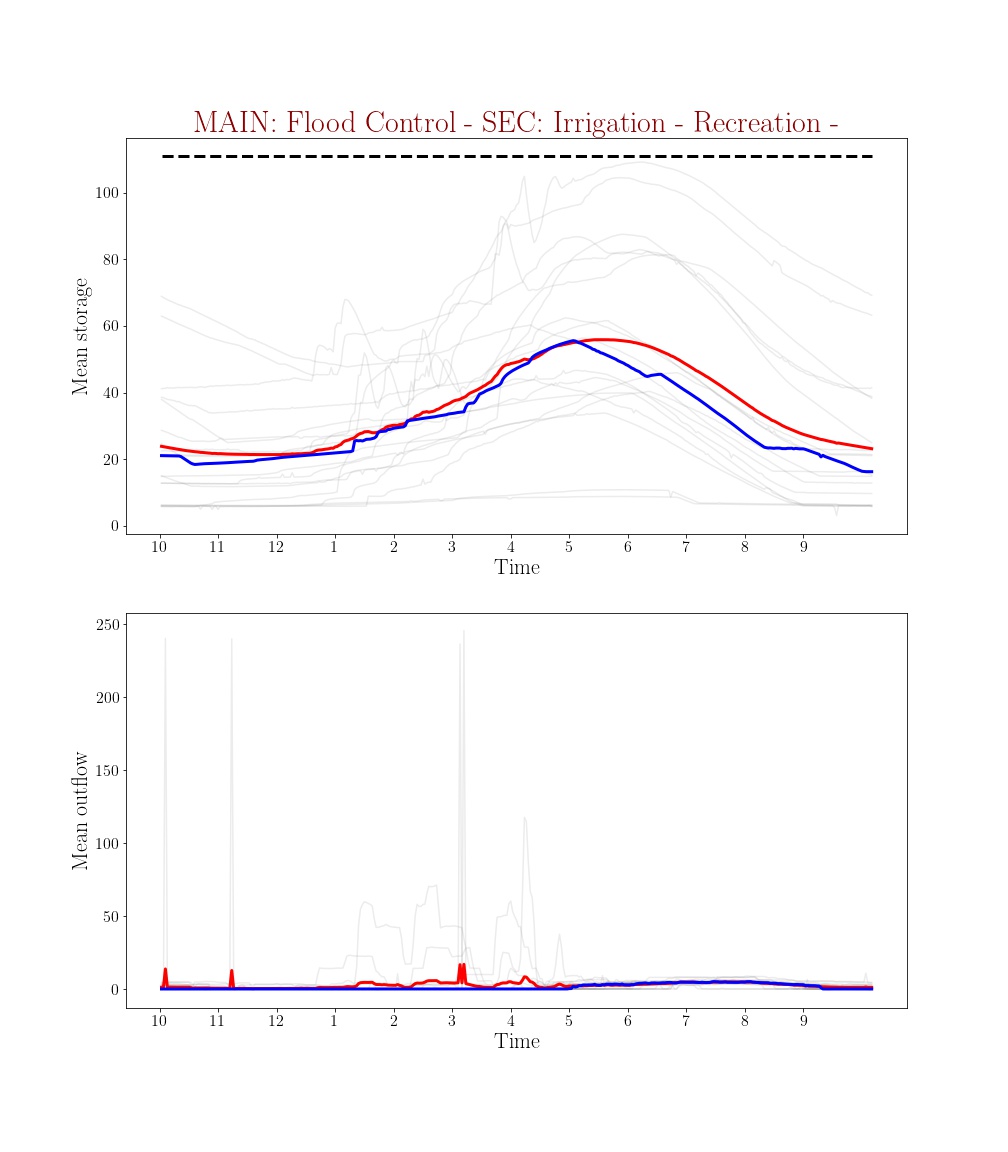 MAIN: Flood Control - SEC: Irrigation - Recreation -
Mean storage
100
80
60
40
20
0
10 11 12 1 2 3 4 5 6 7 8 9
Time
Mean outflow
250
200
150
100
50
0
10 11 12 1 2 3 4 5 6 7 8 9
Time